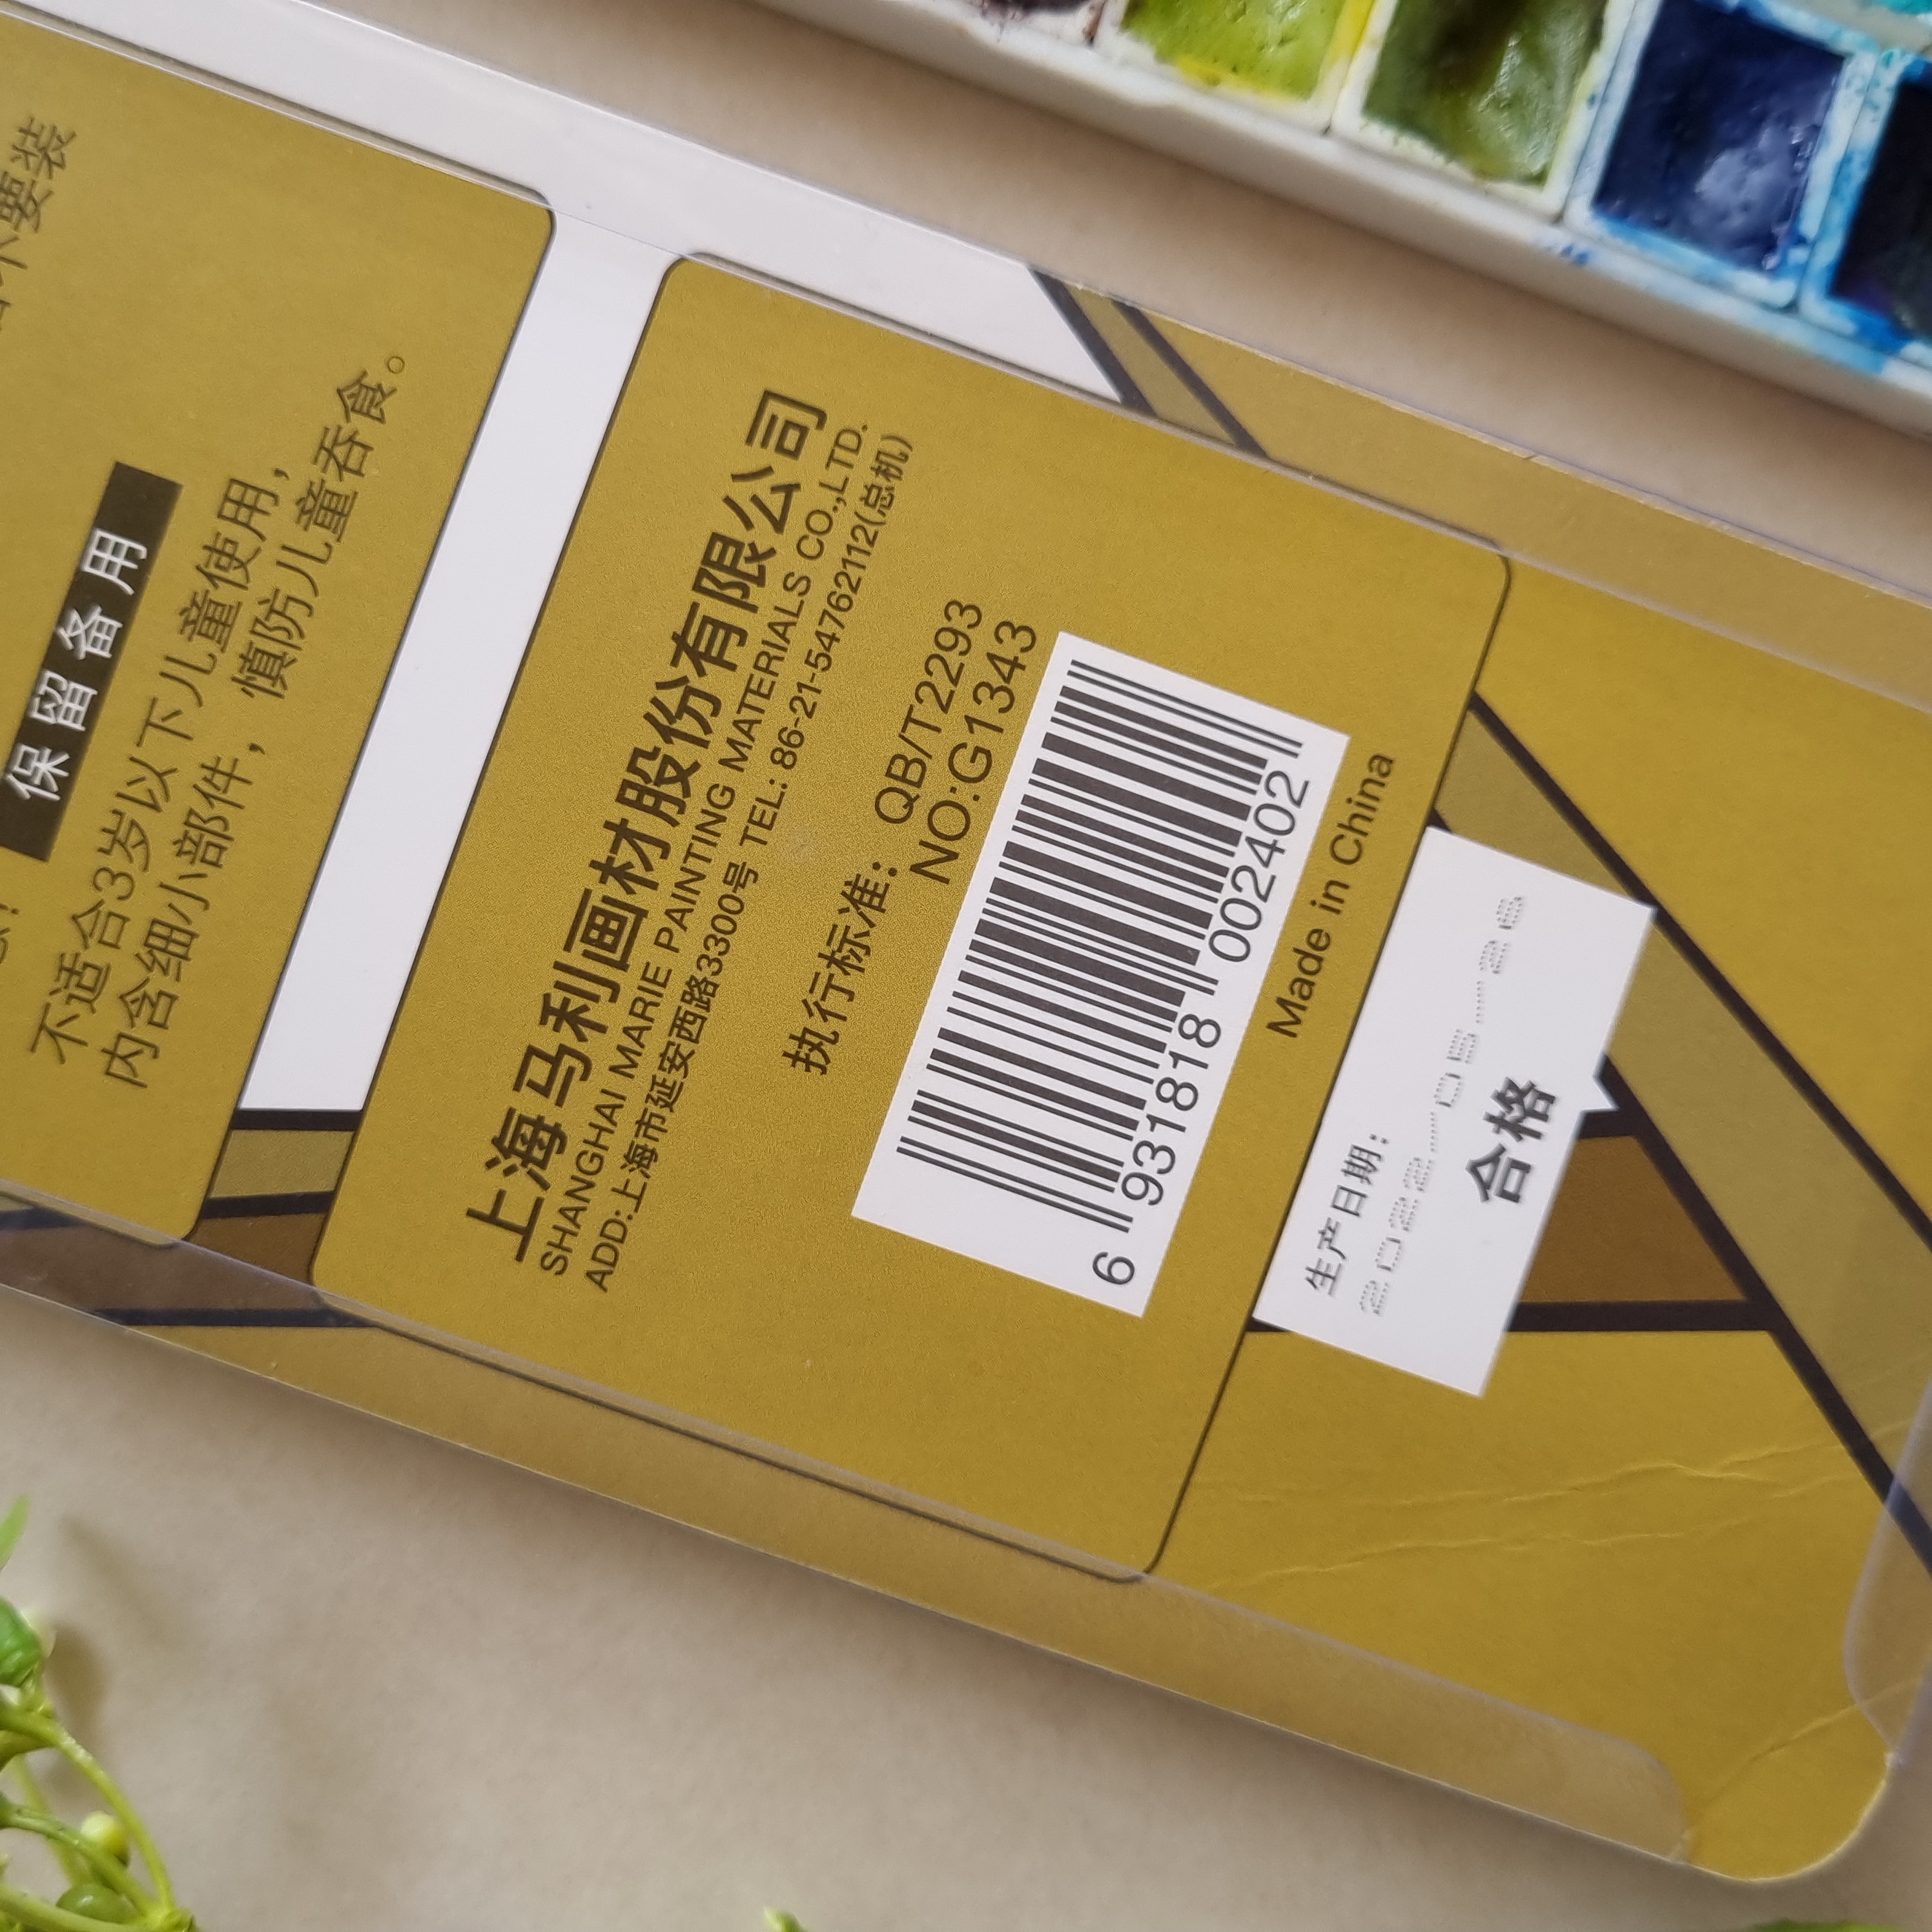 不要装
保留备用
不适合3岁以下儿童使用，
内含细小部件，慎防儿童吞食。
上海马利画材股份有限公司
SHANGHAI MARIE PAINTING MATERIALS CO.,LTD.
ADD:上海市延安西路3300号 TEL: 86-21-54762112(总机)
执行标准： QB/T2293
NO:G1343
6 931818 002402
Made in China
生产日期：
合格